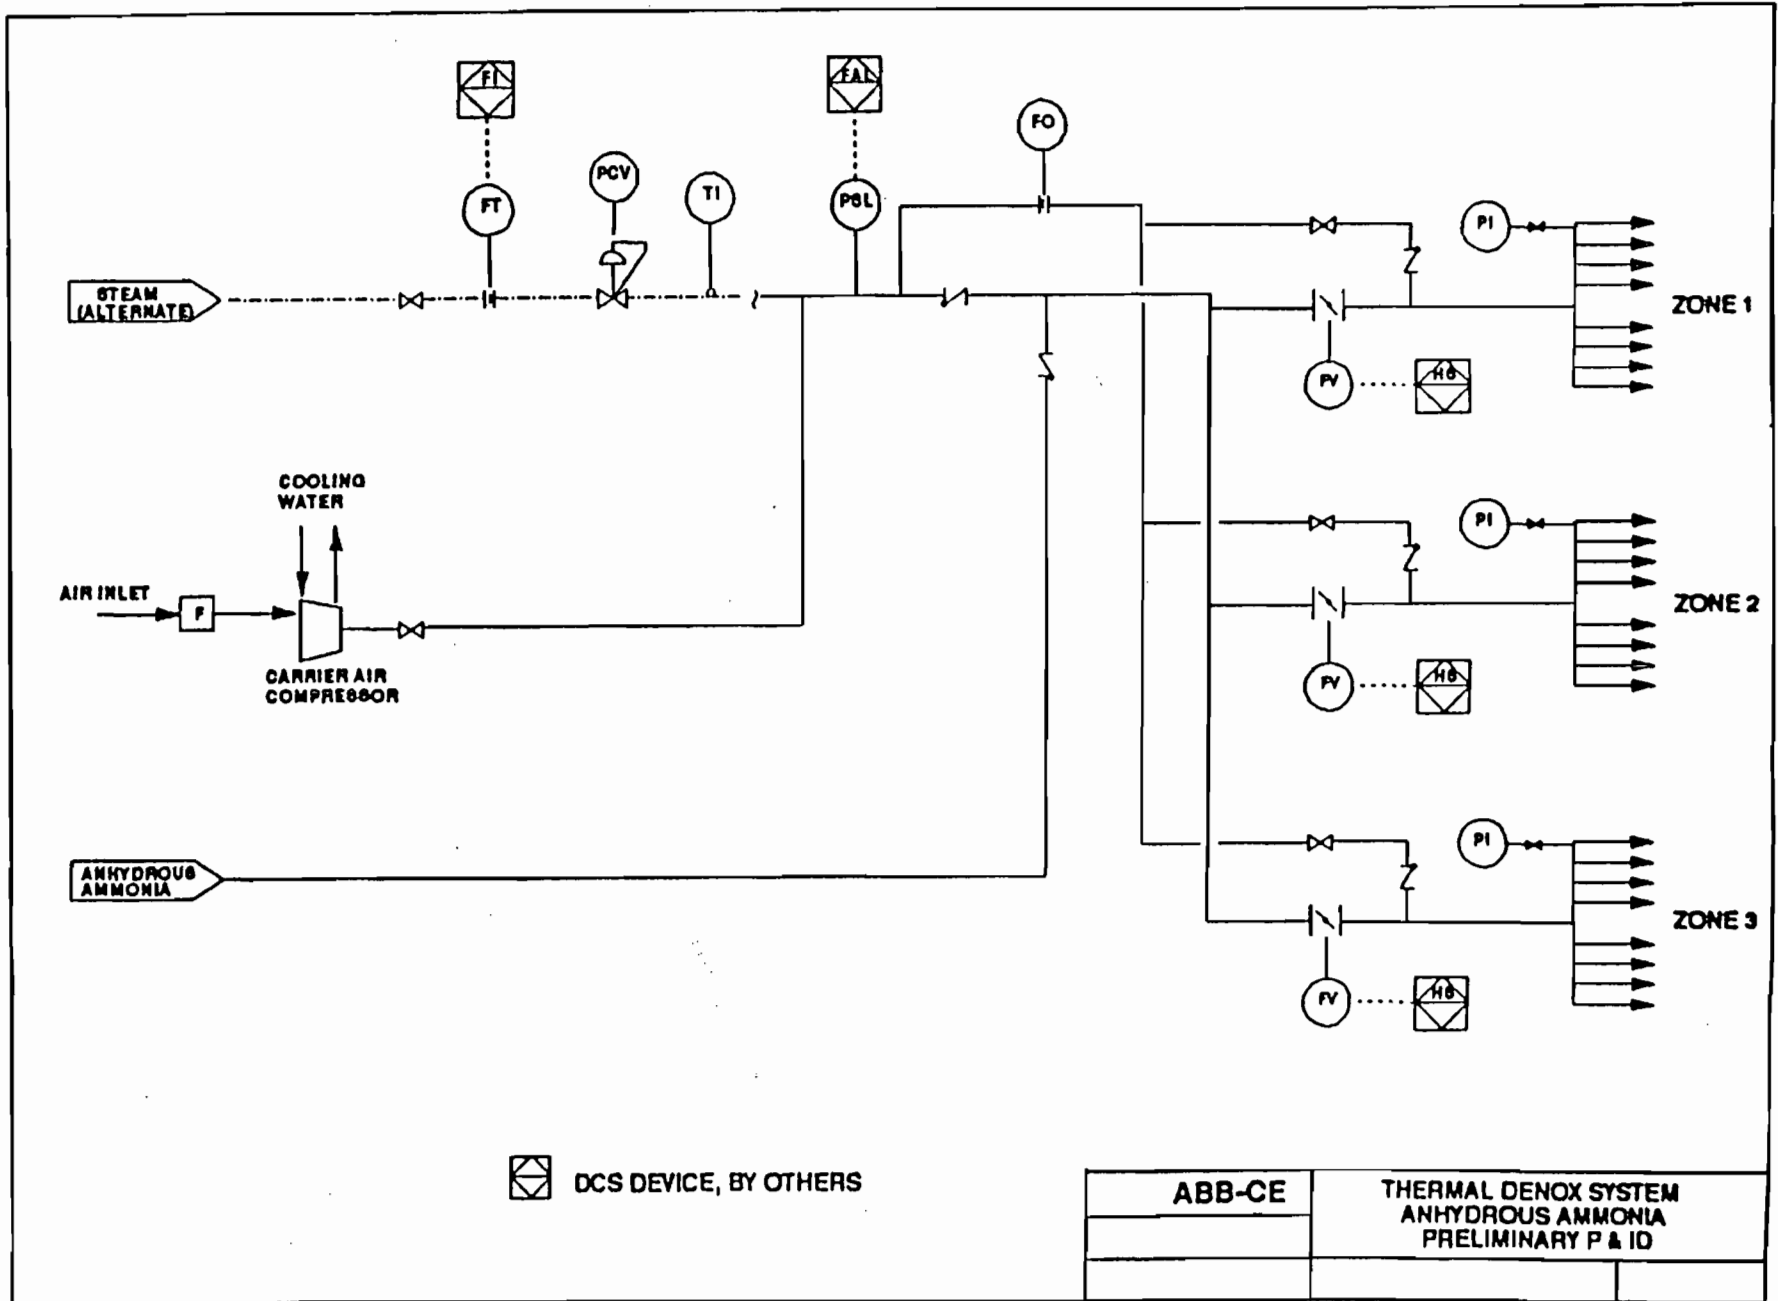 FI
FAL
FO
PCV
TI
FT
PSL
PI
STEAM
(ALTERNATE)
ZONE 1
FV
HS
COOLING
WATER
PI
AIR INLET
F
ZONE 2
CARRIER AIR
COMPRESSOR
FV
HS
PI
ANHYDROUS
AMMONIA
ZONE 3
FV
HS
DCS DEVICE, BY OTHERS
ABB-CE
THERMAL DENOX SYSTEM
ANHYDROUS AMMONIA
PRELIMINARY P & ID